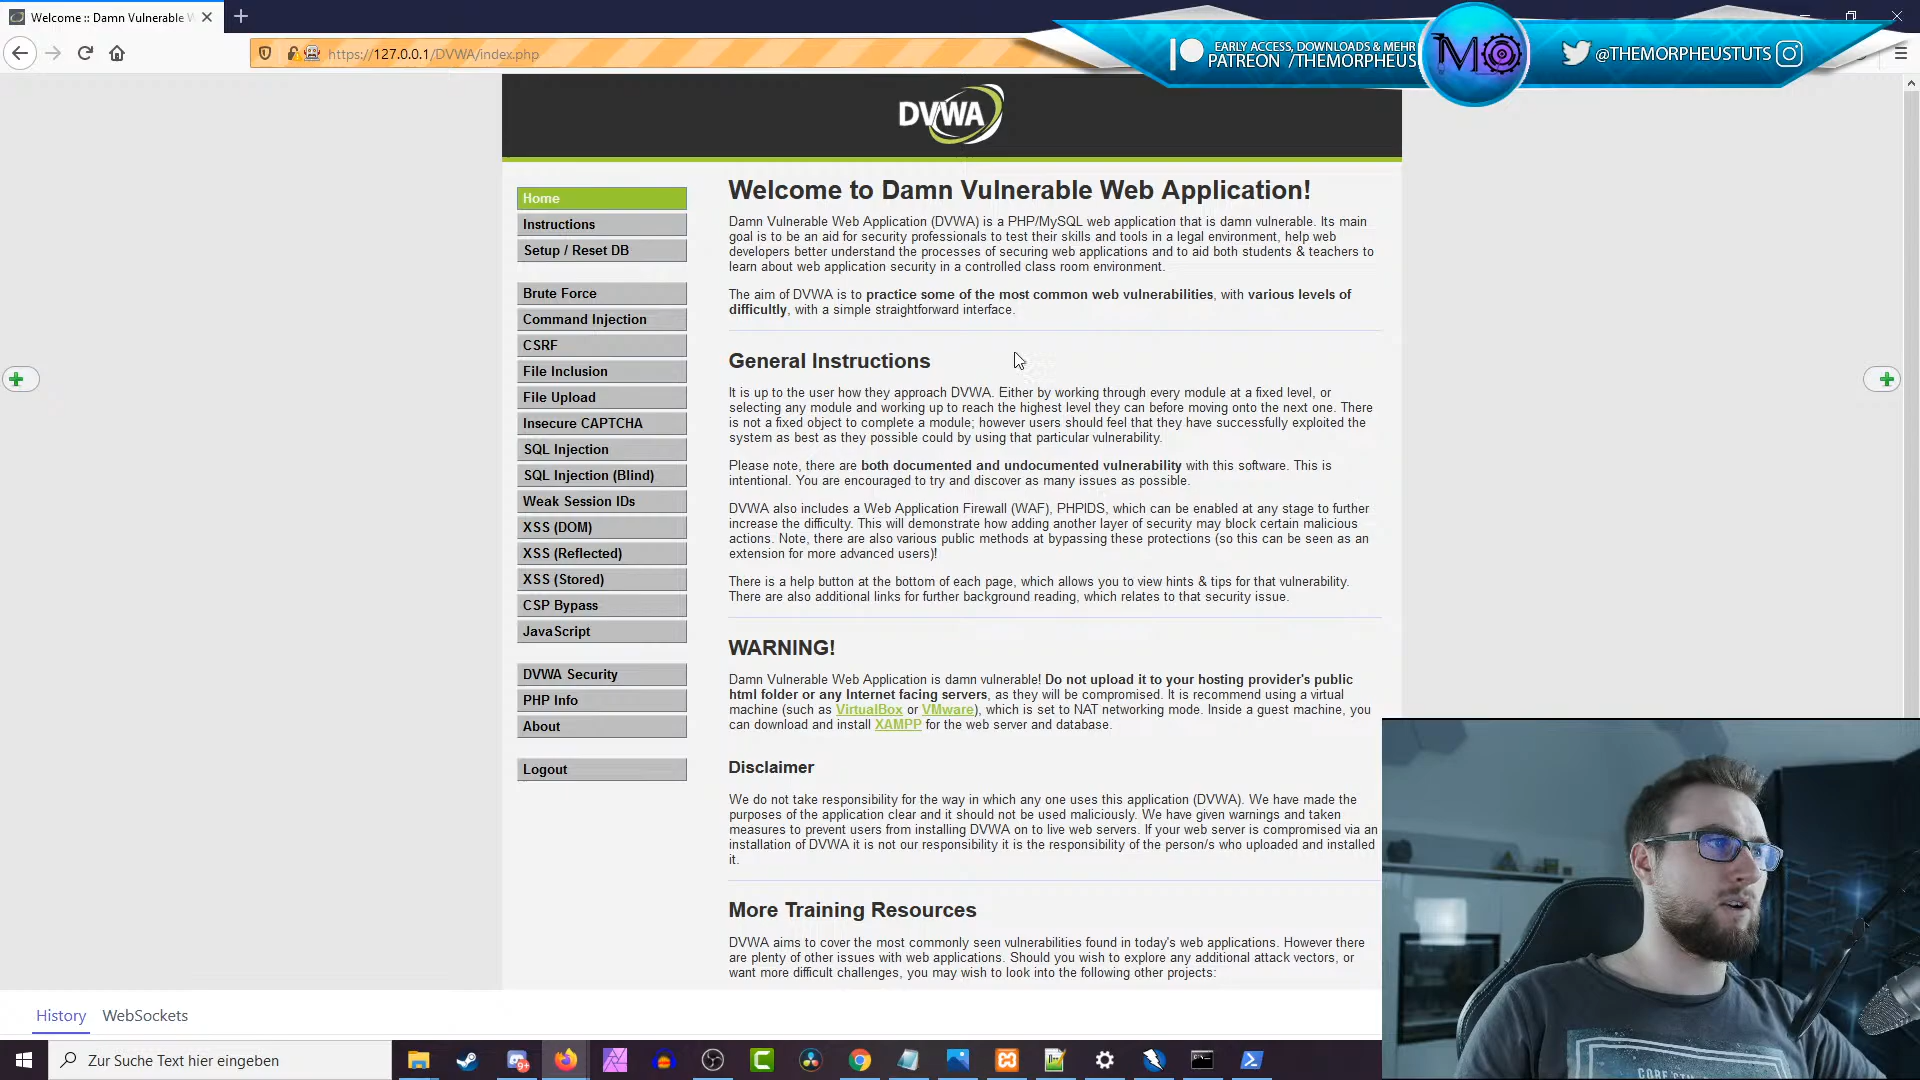 Welcome :: Damn Vulnerable W
https://127.0.0.1/DVWA/index.php
EARLY ACCESS, DOWNLOADS & MEHR
PATREON /THEMORPHEUS
MO
@THEMORPHEUSTUTS
DVWA
Home
Instructions
Setup / Reset DB
Brute Force
Command Injection
CSRF
File Inclusion
File Upload
Insecure CAPTCHA
SQL Injection
SQL Injection (Blind)
Weak Session IDs
XSS (DOM)
XSS (Reflected)
XSS (Stored)
CSP Bypass
JavaScript
DVWA Security
PHP Info
About
Logout
Welcome to Damn Vulnerable Web Application!
Damn Vulnerable Web Application (DVWA) is a PHP/MySQL web application that is damn vulnerable. Its main
goal is to be an aid for security professionals to test their skills and tools in a legal environment, help web
developers better understand the processes of securing web applications and to aid both students & teachers to
learn about web application security in a controlled class room environment.
The aim of DVWA is to practice some of the most common web vulnerabilities, with various levels of
difficultly, with a simple straightforward interface.
General Instructions
It is up to the user how they approach DVWA. Either by working through every module at a fixed level, or
selecting any module and working up to reach the highest level they can before moving onto the next one. There
is not a fixed object to complete a module; however users should feel that they have successfully exploited the
system as best as they possible could by using that particular vulnerability.
Please note, there are both documented and undocumented vulnerability with this software. This is
intentional. You are encouraged to try and discover as many issues as possible.
DVWA also includes a Web Application Firewall (WAF), PHPIDS, which can be enabled at any stage to further
increase the difficulty. This will demonstrate how adding another layer of security may block certain malicious
actions. Note, there are also various public methods at bypassing these protections (so this can be seen as an
extension for more advanced users)!
There is a help button at the bottom of each page, which allows you to view hints & tips for that vulnerability.
There are also additional links for further background reading, which relates to that security issue.
WARNING!
Damn Vulnerable Web Application is damn vulnerable! Do not upload it to your hosting provider's public
html folder or any Internet facing servers, as they will be compromised. It is recommend using a virtual
machine (such as VirtualBox or VMware), which is set to NAT networking mode. Inside a guest machine, you
can download and install XAMPP for the web server and database.
Disclaimer
We do not take responsibility for the way in which any one uses this application (DVWA). We have made the
purposes of the application clear and it should not be used maliciously. We have given warnings and taken
measures to prevent users from installing DVWA on to live web servers. If your web server is compromised via an
installation of DVWA it is not our responsibility it is the responsibility of the person/s who uploaded and installed
it.
More Training Resources
DVWA aims to cover the most commonly seen vulnerabilities found in today's web applications. However there
are plenty of other issues with web applications. Should you wish to explore any additional attack vectors, or
want more difficult challenges, you may wish to look into the following other projects:
History WebSockets
Zur Suche Text hier eingeben